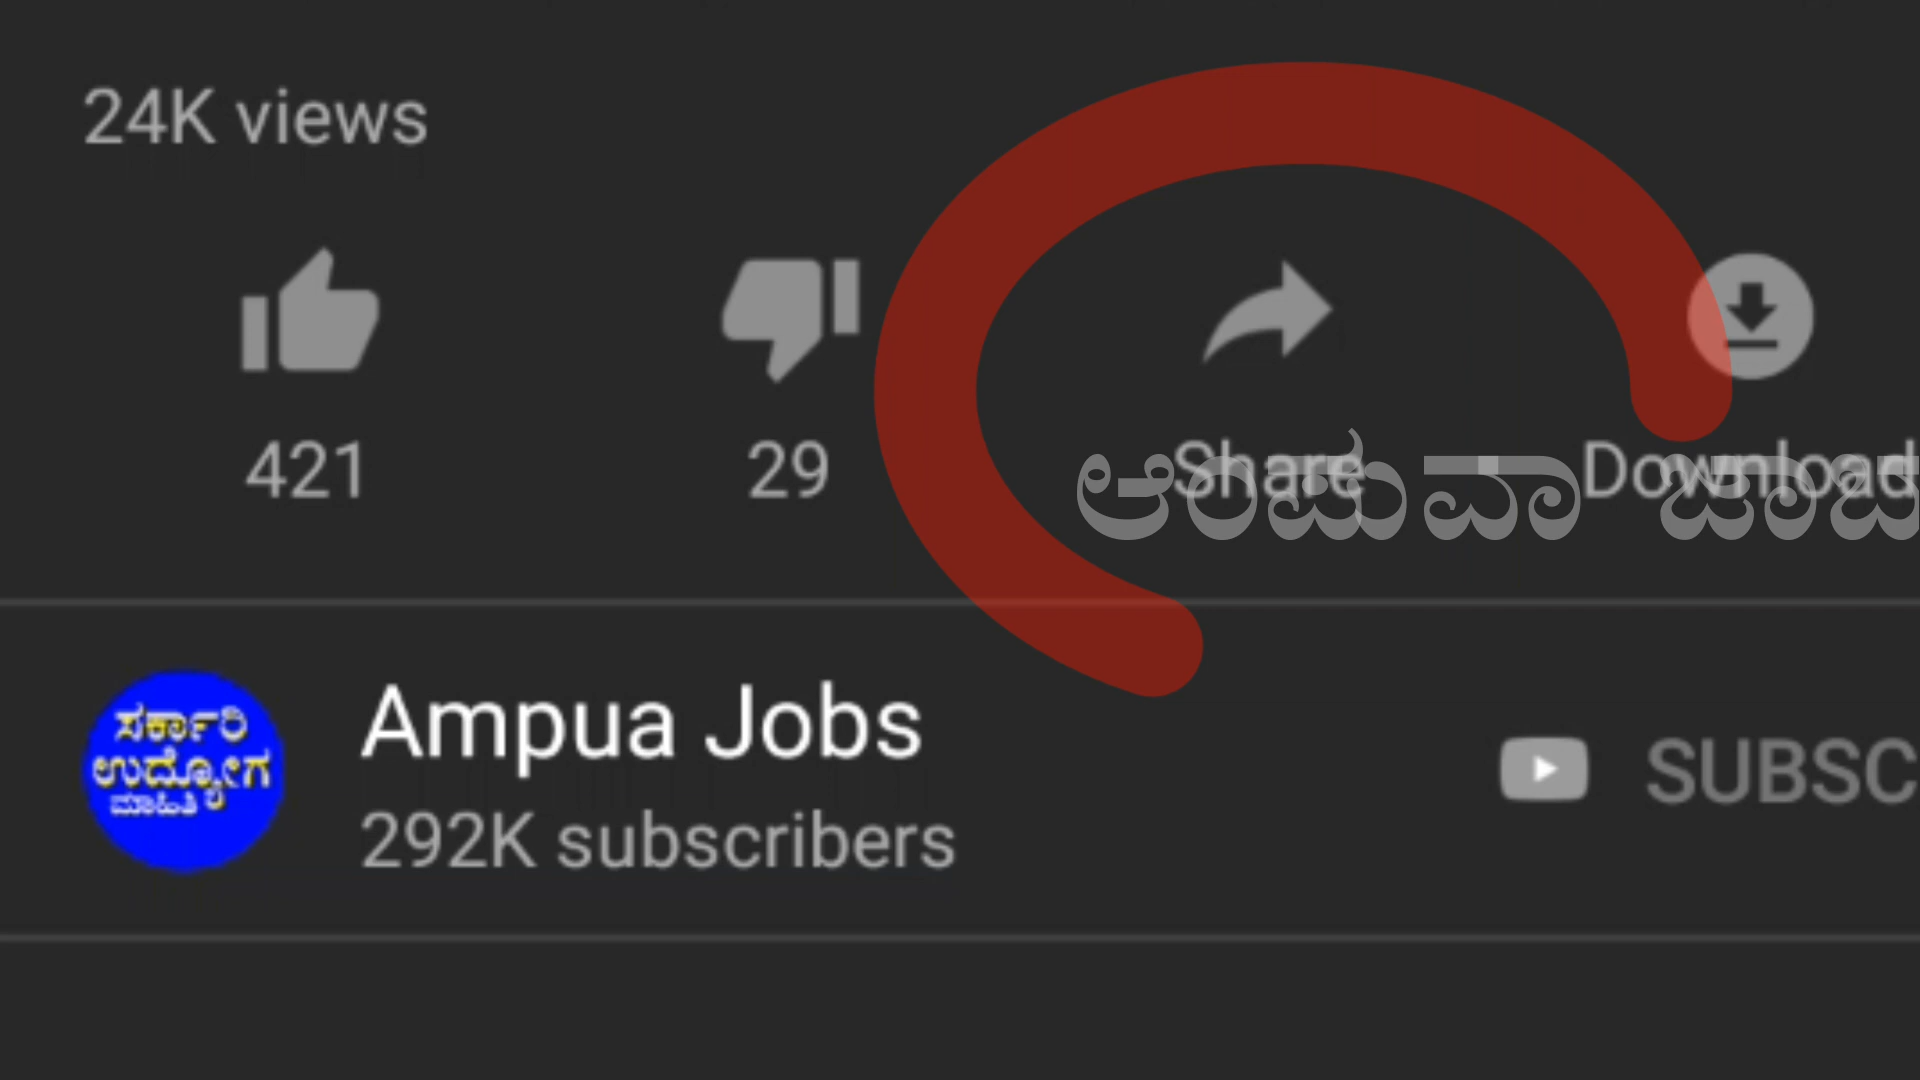 24K views
421
29
Share
Download
ಆಂಪುವಾ ಜಾಬ
Ampua Jobs
292K subscribers
SUBSC
ಸರ್ಕಾರಿ
ಉದ್ಯೋಗ
ಮಾಹಿತಿ